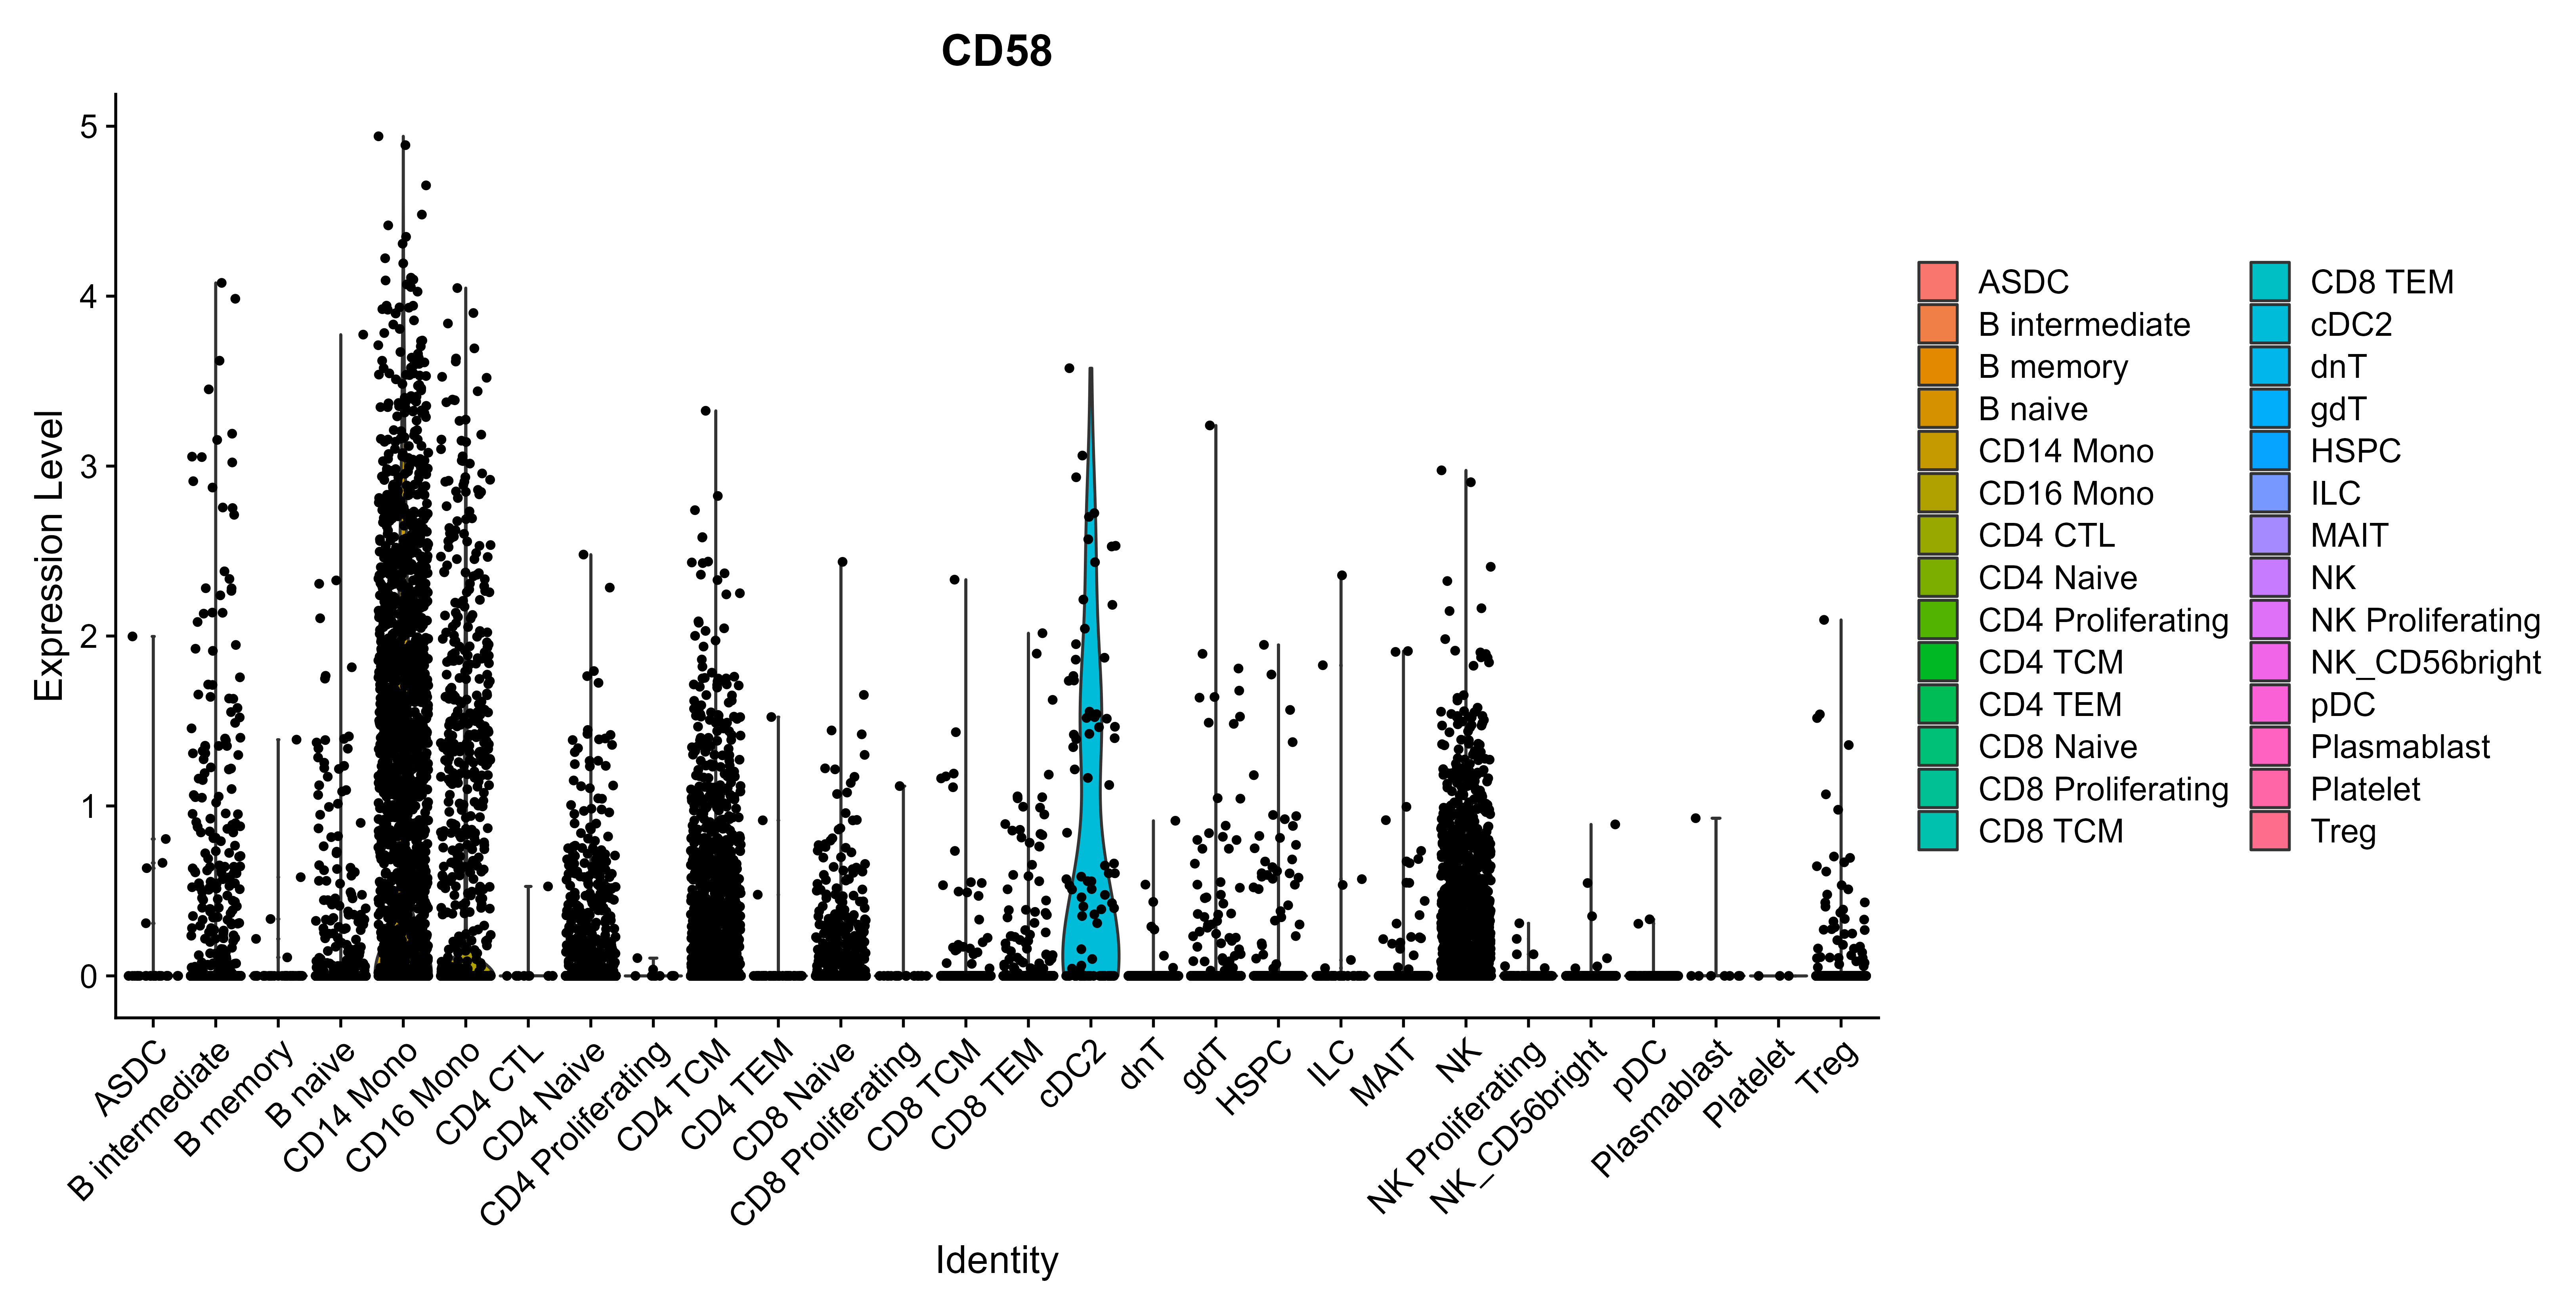 CD58
Expression Level
5
4
3
2
1
0
ASDC
B intermediate
B memory
B naive
CD14 Mono
CD16 Mono
CD4 CTL
CD4 Naive
CD4 Proliferating
CD4 TCM
CD4 TEM
CD8 Naive
CD8 Proliferating
CD8 TCM
CD8 TEM
cDC2
dnT
gdT
HSPC
ILC
MAIT
NK
NK Proliferating
NK_CD56bright
pDC
Plasmablast
Platelet
Treg
Identity
ASDC
B intermediate
B memory
B naive
CD14 Mono
CD16 Mono
CD4 CTL
CD4 Naive
CD4 Proliferating
CD4 TCM
CD4 TEM
CD8 Naive
CD8 Proliferating
CD8 TCM
CD8 TEM
cDC2
dnT
gdT
HSPC
ILC
MAIT
NK
NK Proliferating
NK_CD56bright
pDC
Plasmablast
Platelet
Treg